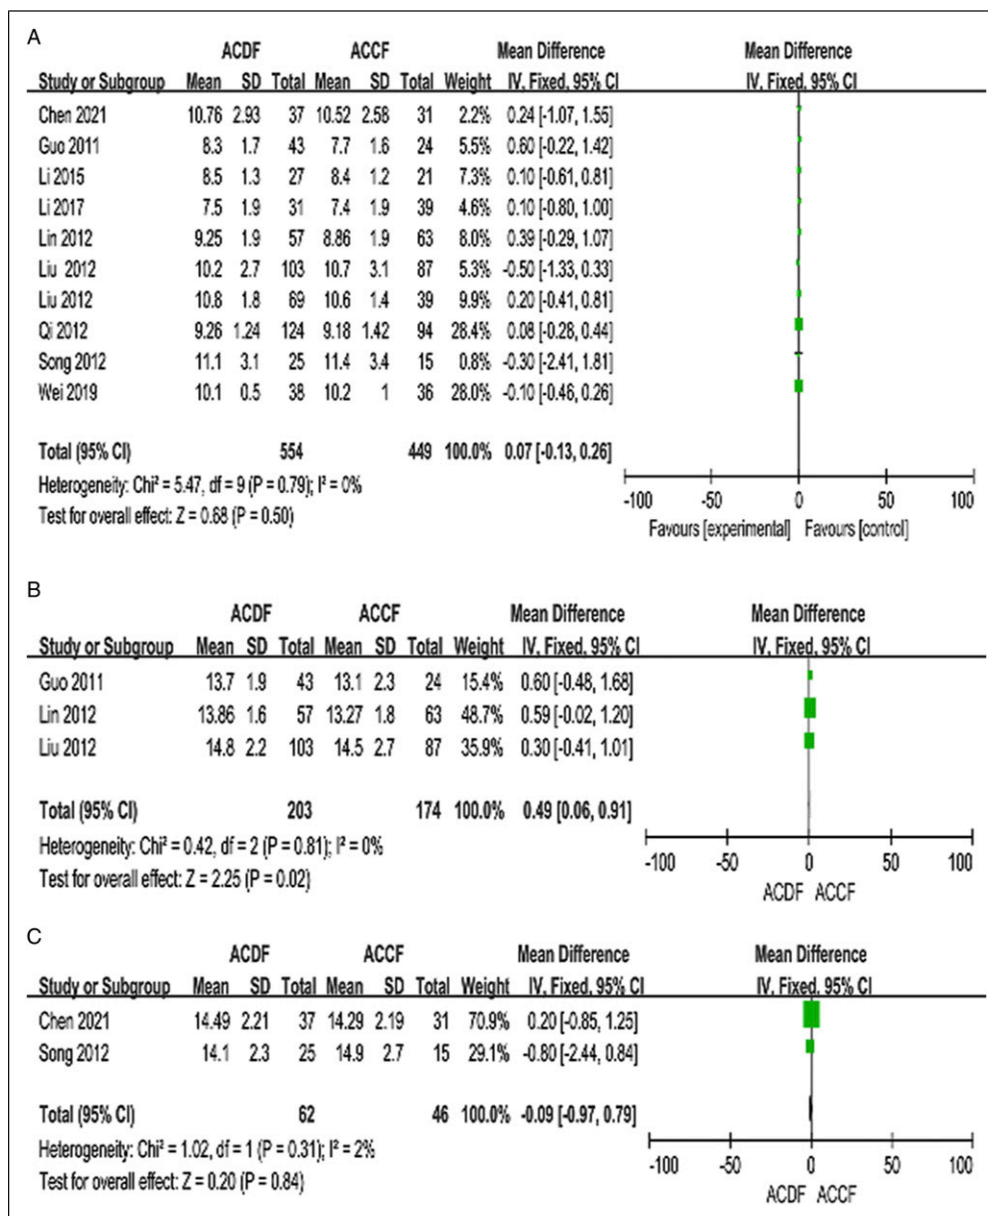 A
ACDF ACCF Mean Difference Mean Difference
Study or Subgroup Mean SD Total Mean SD Total Weight IV, Fixed, 95% CI IV, Fixed, 95% CI
Chen 2021 10.76 2.93 37 10.52 2.58 31 2.2% 0.24 [-1.07, 1.55]
Guo 2011 8.3 1.7 43 7.7 1.6 24 5.5% 0.60 [-0.22, 1.42]
Li 2015 8.5 1.3 27 8.4 1.2 21 7.3% 0.10 [-0.61, 0.81]
Li 2017 7.5 1.9 31 7.4 1.9 39 4.6% 0.10 [-0.80, 1.00]
Lin 2012 9.25 1.9 57 8.86 1.9 63 8.0% 0.39 [-0.29, 1.07]
Liu 2012 10.2 2.7 103 10.7 3.1 87 5.3% -0.50 [-1.33, 0.33]
Liu 2012 10.8 1.8 69 10.6 1.4 39 9.9% 0.20 [-0.41, 0.81]
Qi 2012 9.26 1.24 124 9.18 1.42 94 28.4% 0.08 [-0.28, 0.44]
Song 2012 11.1 3.1 25 11.4 3.4 15 0.8% -0.30 [-2.41, 1.81]
Wei 2019 10.1 0.5 38 10.2 1 36 28.0% -0.10 [-0.46, 0.26]
Total (95% CI) 554 449 100.0% 0.07 [-0.13, 0.26]
Heterogeneity: Chi² = 5.47, df = 9 (P = 0.79); I² = 0%
Test for overall effect: Z = 0.68 (P = 0.50)
-100 -50 0 50 100
Favours [experimental] Favours [control]
B
ACDF ACCF Mean Difference Mean Difference
Study or Subgroup Mean SD Total Mean SD Total Weight IV, Fixed, 95% CI IV, Fixed, 95% CI
Guo 2011 13.7 1.9 43 13.1 2.3 24 15.4% 0.60 [-0.48, 1.68]
Lin 2012 13.86 1.6 57 13.27 1.8 63 48.7% 0.59 [-0.02, 1.20]
Liu 2012 14.8 2.2 103 14.5 2.7 87 35.9% 0.30 [-0.41, 1.01]
Total (95% CI) 203 174 100.0% 0.49 [0.06, 0.91]
Heterogeneity: Chi² = 0.42, df = 2 (P = 0.81); I² = 0%
Test for overall effect: Z = 2.25 (P = 0.02)
-100 -50 0 50 100
ACDF ACCF
C
ACDF ACCF Mean Difference Mean Difference
Study or Subgroup Mean SD Total Mean SD Total Weight IV, Fixed, 95% CI IV, Fixed, 95% CI
Chen 2021 14.49 2.21 37 14.29 2.19 31 70.9% 0.20 [-0.85, 1.25]
Song 2012 14.1 2.3 25 14.9 2.7 15 29.1% -0.80 [-2.44, 0.84]
Total (95% CI) 62 46 100.0% -0.09 [-0.97, 0.79]
Heterogeneity: Chi² = 1.02, df = 1 (P = 0.31); I² = 2%
Test for overall effect: Z = 0.20 (P = 0.84)
-100 -50 0 50 100
ACDF ACCF